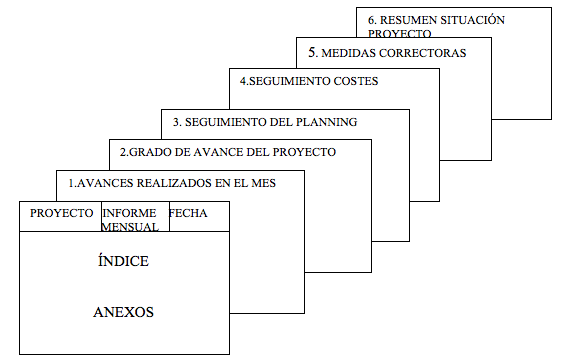 6. RESUMEN SITUACIÓN
PROYECTO
5. MEDIDAS CORRECTORAS
4.SEGUIMIENTO COSTES
3. SEGUIMIENTO DEL PLANNING
2.GRADO DE AVANCE DEL PROYECTO
1.AVANCES REALIZADOS EN EL MES
PROYECTO
INFORME
MENSUAL
FECHA
ÍNDICE
ANEXOS